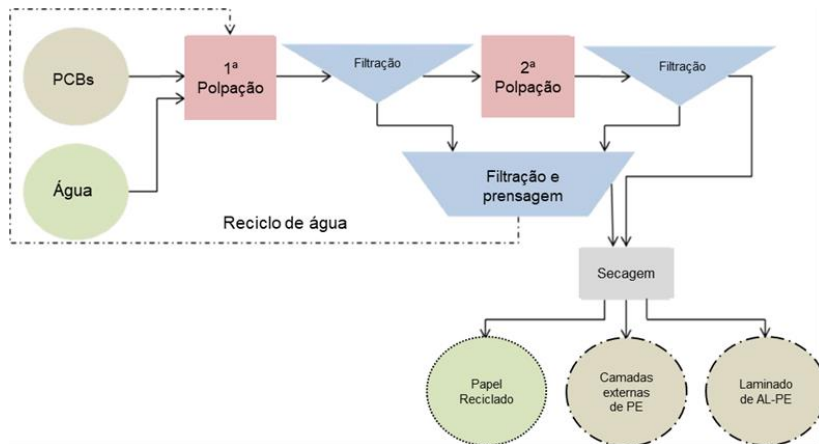 PCBs
1ª
Polpação
Filtração
2ª
Polpação
Filtração
Água
Filtração e
prensagem
Reciclo de água
Secagem
Papel
Reciclado
Camadas
externas
de PE
Laminado
de AL-PE